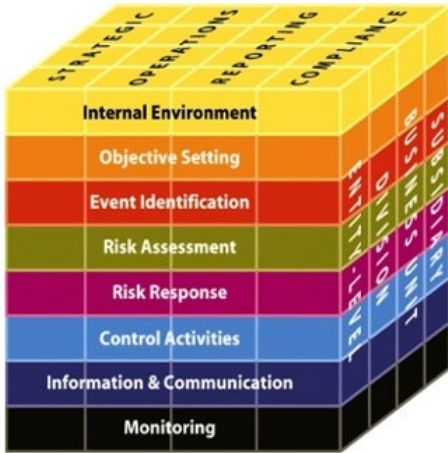 STRATEGIC
OPERATIONS
REPORTING
COMPLIANCE
Internal Environment
Objective Setting
Event Identification
Risk Assessment
Risk Response
Control Activities
Information & Communication
Monitoring
ENTITY-LEVEL
DIVISION
BUSINESS UNIT
SUBSIDIARY